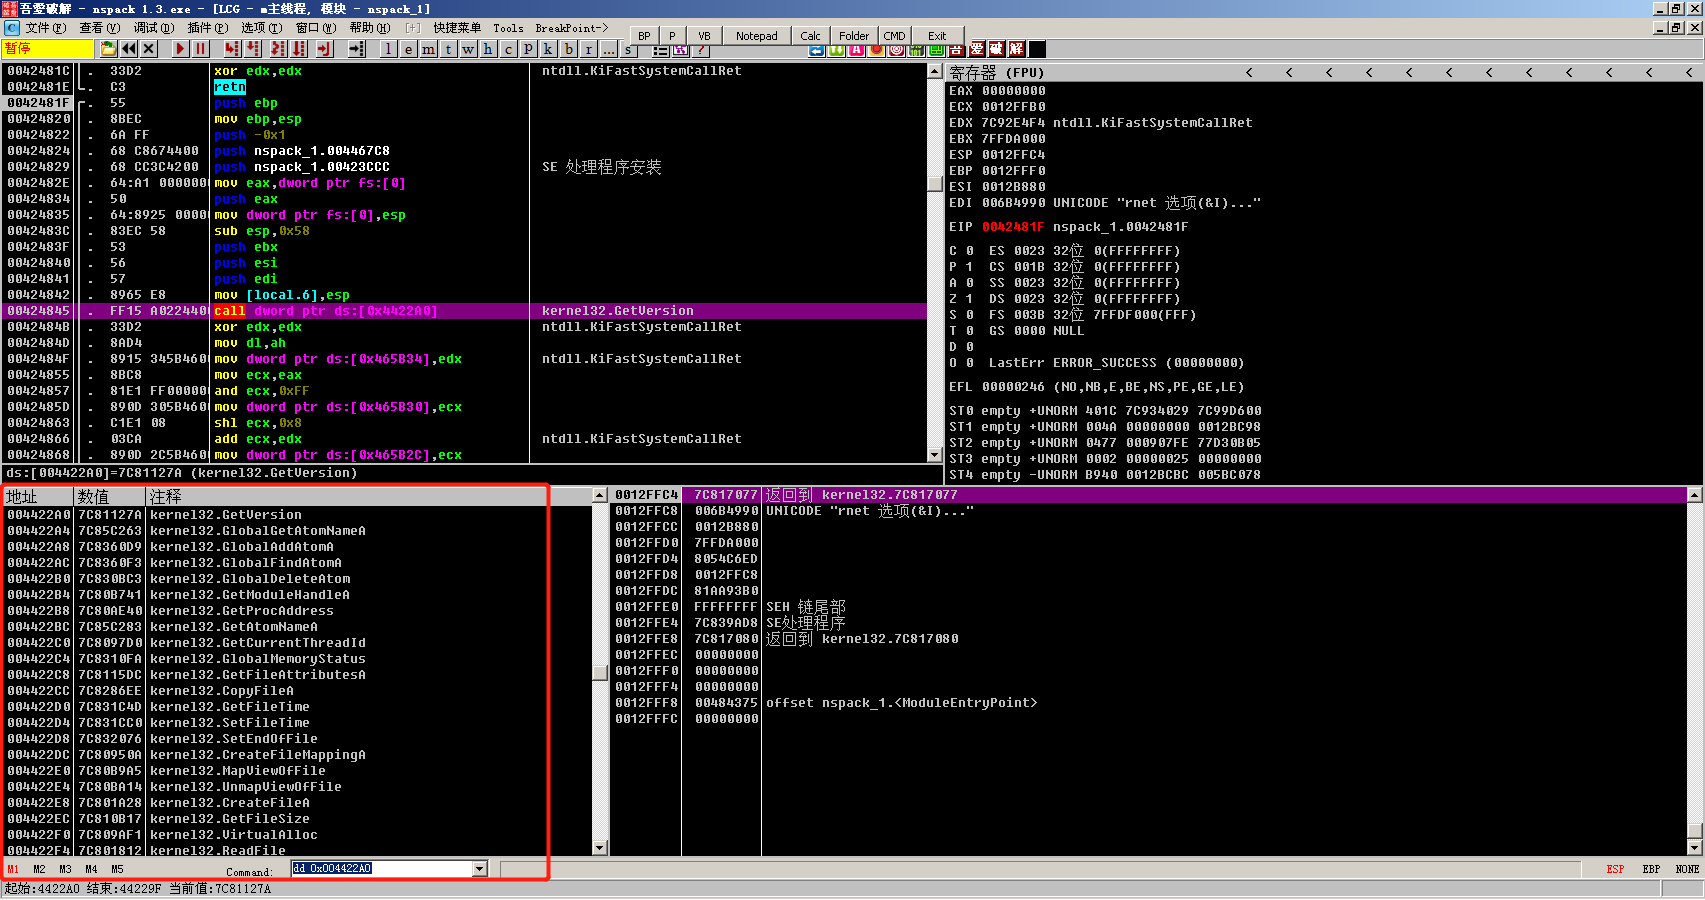 吾愛破解 - nspack 1.3.exe - [LCG - m主线程, 模块 - nspack_1]
文件(F) 查看(V) 调试(D) 插件(P) 选项(T) 窗口(W) 帮助(H) [+] 快捷菜单 Tools BreakPoint->
BP P VB Notepad Calc Folder CMD Exit
暂停 l e m t w h c p k b r ... s ? 吾 爱 破 解
0042481C . 33D2 xor edx,edx ntdll.KiFastSystemCallRet
0042481E . C3 retn
0042481F . 55 push ebp
00424820 . 8BEC mov ebp,esp
00424822 . 6A FF push -0x1
00424824 . 68 C8674400 push nspack_1.004467C8
00424829 . 68 CC3C4200 push nspack_1.00423CCC SE 处理程序安装
0042482E . 64:A1 0000000 mov eax,dword ptr fs:[0]
00424834 . 50 push eax
00424835 . 64:8925 00000 mov dword ptr fs:[0],esp
0042483C . 83EC 58 sub esp,0x58
0042483F . 53 push ebx
00424840 . 56 push esi
00424841 . 57 push edi
00424842 . 8965 E8 mov [local.6],esp
00424845 . FF15 A0224400 call dword ptr ds:[0x4422A0] kernel32.GetVersion
0042484B . 33D2 xor edx,edx ntdll.KiFastSystemCallRet
0042484D . 8AD4 mov dl,ah
0042484F . 8915 345B4600 mov dword ptr ds:[0x465B34],edx ntdll.KiFastSystemCallRet
00424855 . 8BC8 mov ecx,eax
00424857 . 81E1 FF000000 and ecx,0xFF
0042485D . 890D 305B4600 mov dword ptr ds:[0x465B30],ecx
00424863 . C1E1 08 shl ecx,0x8
00424866 . 03CA add ecx,edx ntdll.KiFastSystemCallRet
00424868 . 890D 2C5B4600 mov dword ptr ds:[0x465B2C],ecx
ds:[004422A0]=7C81127A (kernel32.GetVersion)
寄存器 (FPU) < < < < < < < < < < < <
EAX 00000000
ECX 0012FFB0
EDX 7C92E4F4 ntdll.KiFastSystemCallRet
EBX 7FFDA000
ESP 0012FFC4
EBP 0012FFF0
ESI 0012B880
EDI 006B4990 UNICODE "rnet 选项(&I)..."
EIP 0042481F nspack_1.0042481F
C 0 ES 0023 32位 0(FFFFFFFF)
P 1 CS 001B 32位 0(FFFFFFFF)
A 0 SS 0023 32位 0(FFFFFFFF)
Z 1 DS 0023 32位 0(FFFFFFFF)
S 0 FS 003B 32位 7FFDF000(FFF)
T 0 GS 0000 NULL
D 0
O 0 LastErr ERROR_SUCCESS (00000000)
EFL 00000246 (NO,NB,E,BE,NS,PE,GE,LE)
ST0 empty +UNORM 401C 7C934029 7C99D600
ST1 empty +UNORM 004A 00000000 0012BC98
ST2 empty +UNORM 0477 000907FE 77D30B05
ST3 empty +UNORM 0002 00000025 00000000
ST4 empty -UNORM B940 0012BCBC 005BC078
地址 数值 注释
004422A0 7C81127A kernel32.GetVersion
004422A4 7C85C263 kernel32.GlobalGetAtomNameA
004422A8 7C8360D9 kernel32.GlobalAddAtomA
004422AC 7C8360F3 kernel32.GlobalFindAtomA
004422B0 7C830BC3 kernel32.GlobalDeleteAtom
004422B4 7C80B741 kernel32.GetModuleHandleA
004422B8 7C80AE40 kernel32.GetProcAddress
004422BC 7C85C283 kernel32.GetAtomNameA
004422C0 7C8097D0 kernel32.GetCurrentThreadId
004422C4 7C8310FA kernel32.GlobalMemoryStatus
004422C8 7C8115DC kernel32.GetFileAttributesA
004422CC 7C8286EE kernel32.CopyFileA
004422D0 7C831C4D kernel32.GetFileTime
004422D4 7C831CC0 kernel32.SetFileTime
004422D8 7C832076 kernel32.SetEndOfFile
004422DC 7C80950A kernel32.CreateFileMappingA
004422E0 7C80B9A5 kernel32.MapViewOfFile
004422E4 7C80BA14 kernel32.UnmapViewOfFile
004422E8 7C801A28 kernel32.CreateFileA
004422EC 7C810B17 kernel32.GetFileSize
004422F0 7C809AF1 kernel32.VirtualAlloc
004422F4 7C801812 kernel32.ReadFile
0012FFC4 7C817077 返回到 kernel32.7C817077
0012FFC8 006B4990 UNICODE "rnet 选项(&I)..."
0012FFCC 0012B880
0012FFD0 7FFDA000
0012FFD4 8054C6ED
0012FFD8 0012FFC8
0012FFDC 81AA93B0
0012FFE0 FFFFFFFF SEH 链尾部
0012FFE4 7C839AD8 SE处理程序
0012FFE8 7C817080 返回到 kernel32.7C817080
0012FFEC 00000000
0012FFF0 00000000
0012FFF4 00000000
0012FFF8 00484375 offset nspack_1.<ModuleEntryPoint>
0012FFFC 00000000
M1 M2 M3 M4 M5 Command: dd 0x004422A0 ESP EBP NONE
起始:4422A0 结束:44229F 当前值:7C81127A